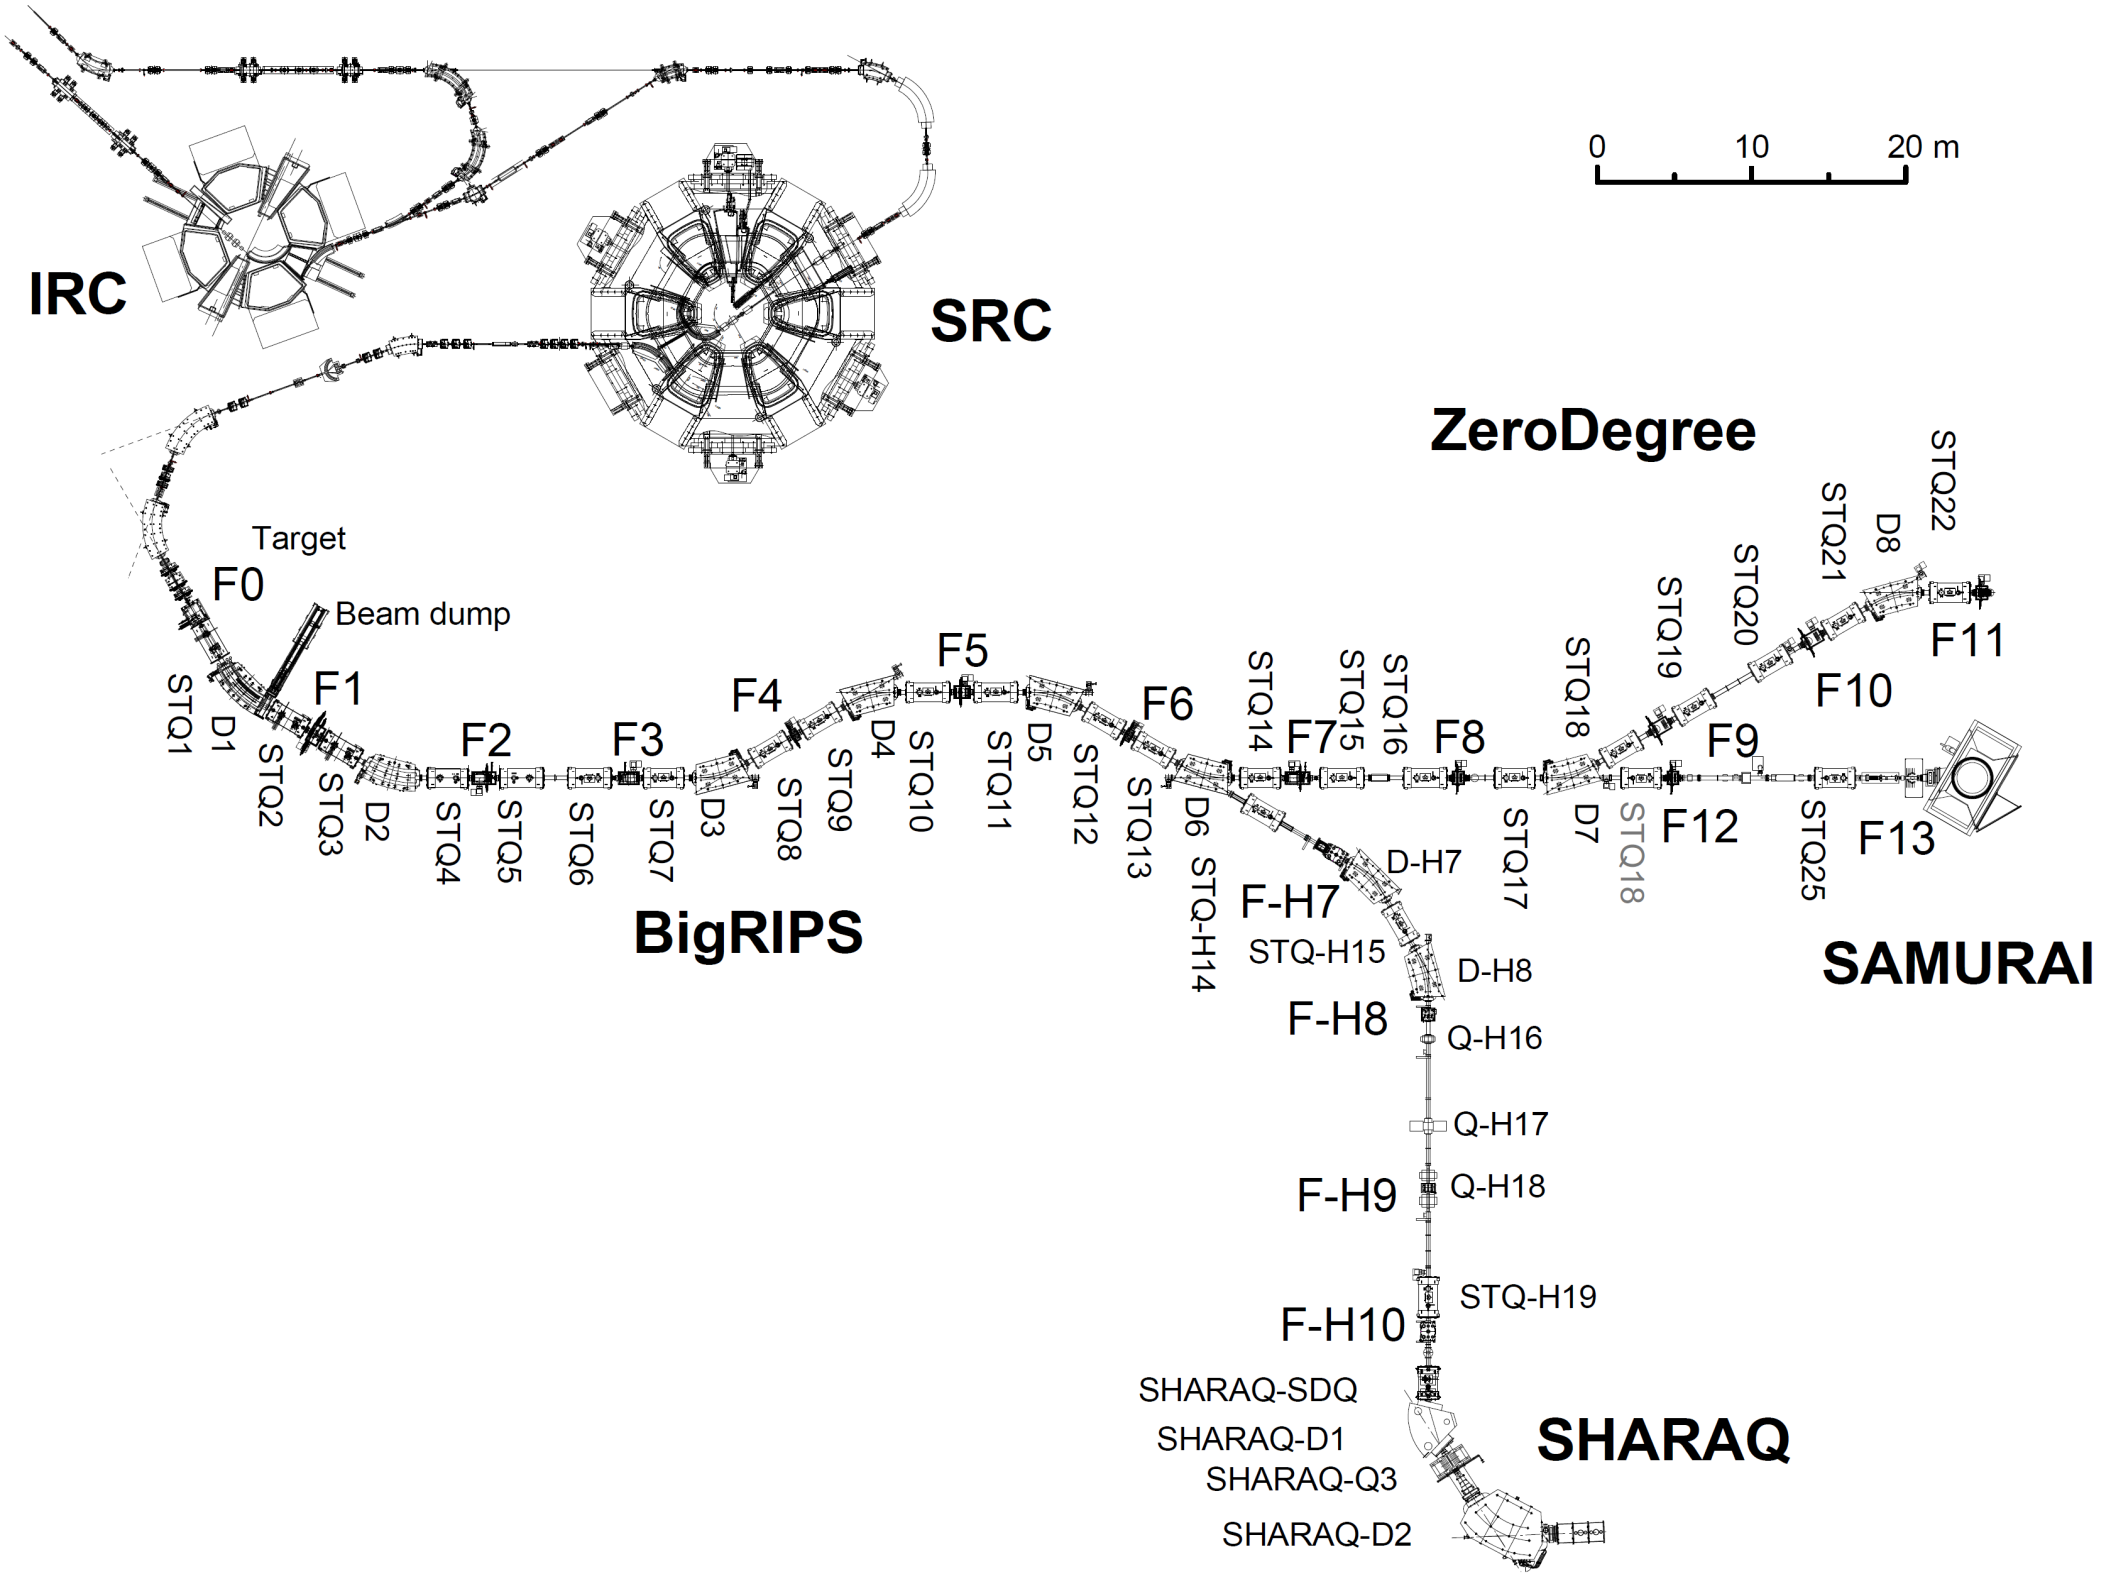 0 10 20 m
IRC
SRC
ZeroDegree
Target
F0
Beam dump
STQ1
D1
STQ2
F1
STQ3
D2
STQ4
F2
STQ5
STQ6
F3
STQ7
D3
F4
STQ8
STQ9
D4
STQ10
F5
STQ11
D5
STQ12
F6
STQ13
D6
STQ14
F7
STQ15
STQ16
F8
STQ17
STQ18
D7
STQ18
STQ19
F9
STQ20
F10
STQ21
D8
STQ22
F11
F12
STQ25
F13
BigRIPS
SAMURAI
STQ-H14
F-H7
D-H7
STQ-H15
D-H8
F-H8
Q-H16
Q-H17
F-H9
Q-H18
STQ-H19
F-H10
SHARAQ-SDQ
SHARAQ-D1
SHARAQ
SHARAQ-Q3
SHARAQ-D2